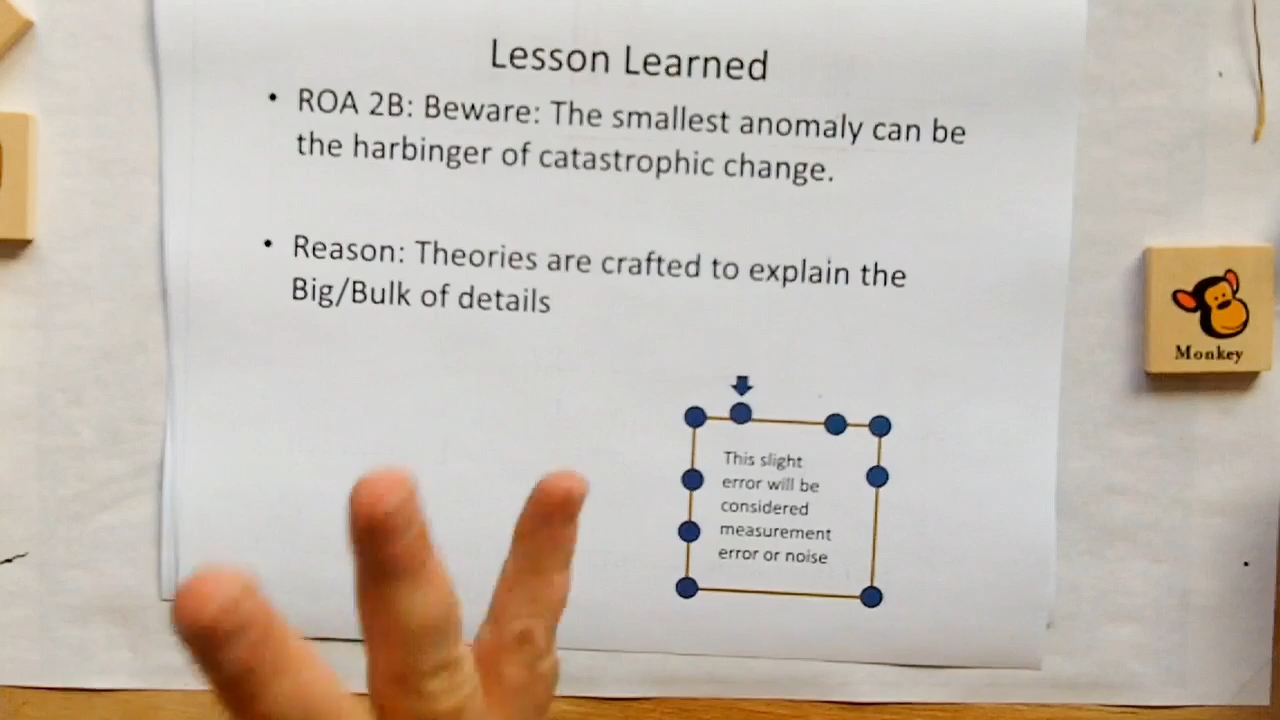 Lesson Learned
• ROA 2B: Beware: The smallest anomaly can be
the harbinger of catastrophic change.
• Reason: Theories are crafted to explain the
Big/Bulk of details
Monkey
This slight
error will be
considered
measurement
error or noise